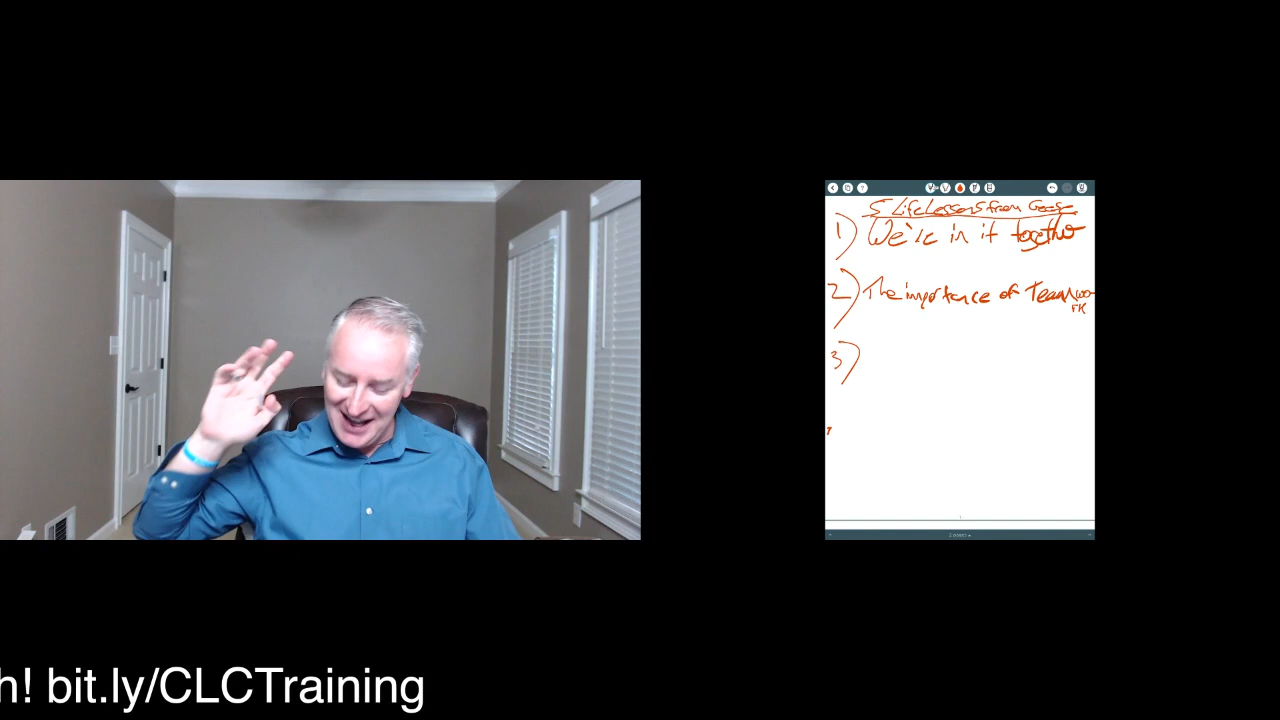 5 Life Lessons from Geese
1) We're in it together
2) The importance of Teamwo
rk
3)
h! bit.ly/CLCTraining